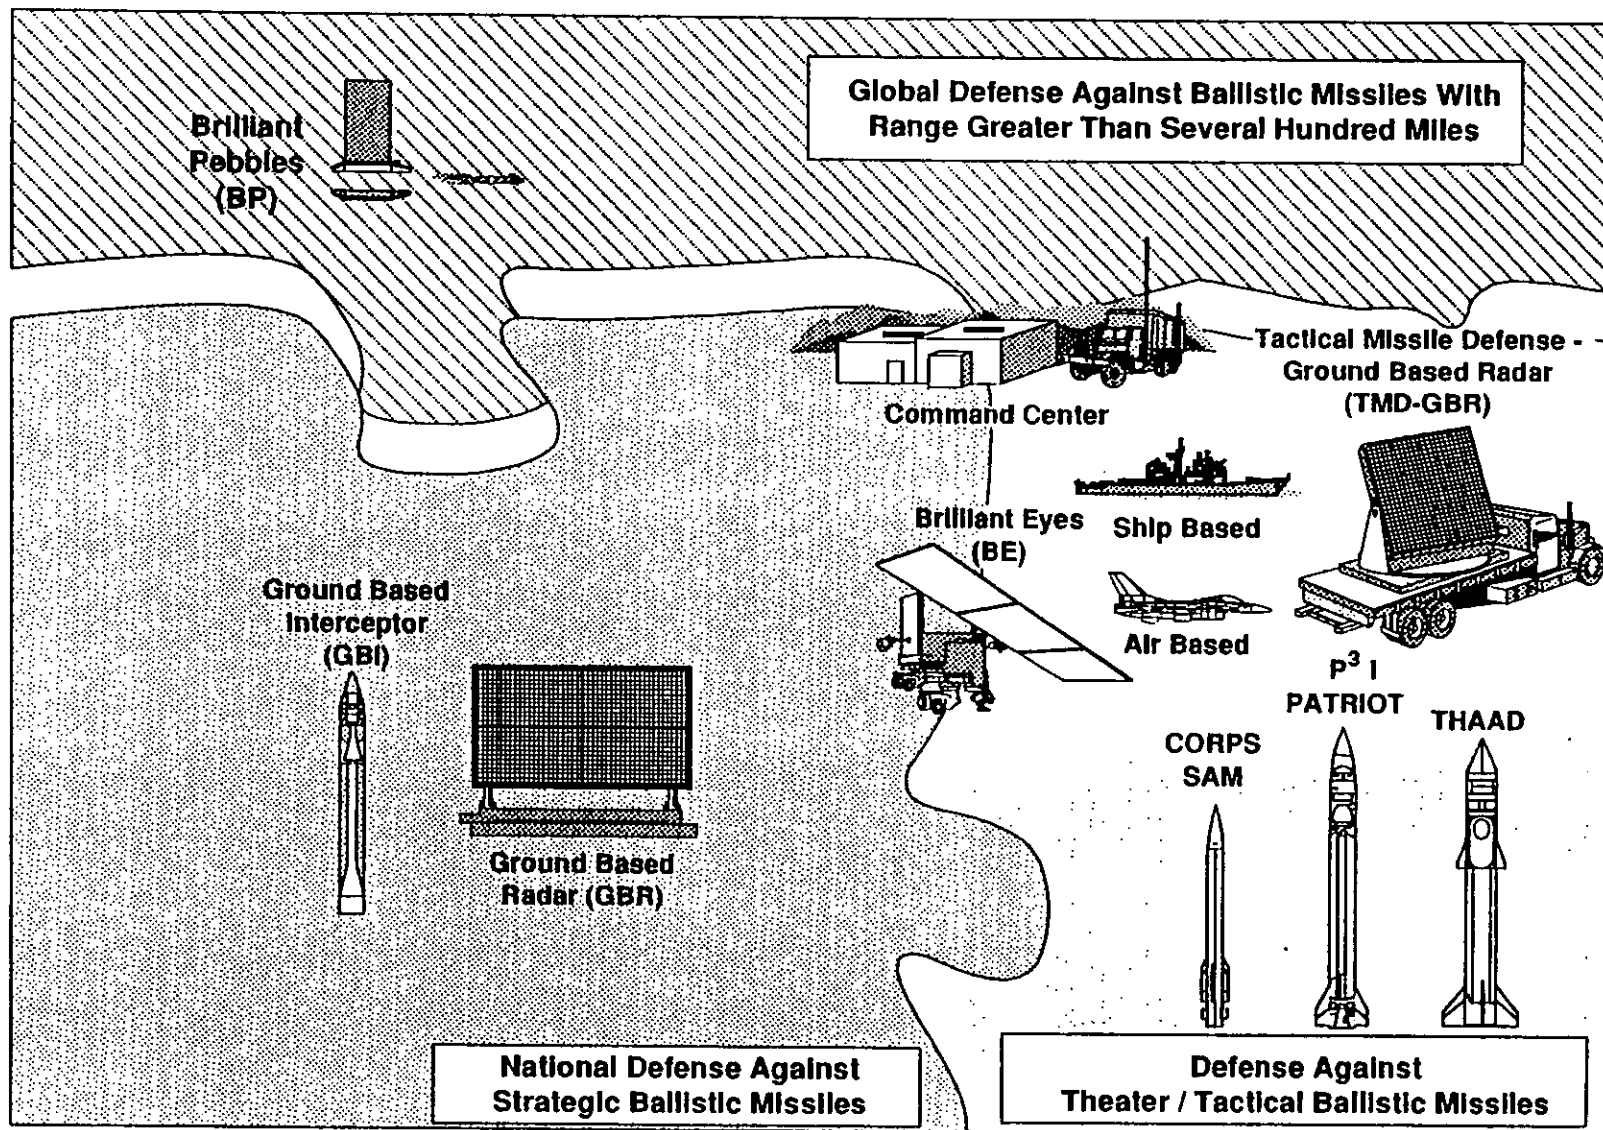 Global Defense Against Ballistic Missiles With
Range Greater Than Several Hundred Miles
Brilliant
Pebbles
(BP)
Tactical Missile Defense -
Ground Based Radar
(TMD-GBR)
Command Center
Brilliant Eyes
(BE)
Ship Based
Ground Based
Interceptor
(GBI)
Air Based
P³ I
PATRIOT
THAAD
CORPS
SAM
Ground Based
Radar (GBR)
National Defense Against
Strategic Ballistic Missiles
Defense Against
Theater / Tactical Ballistic Missiles